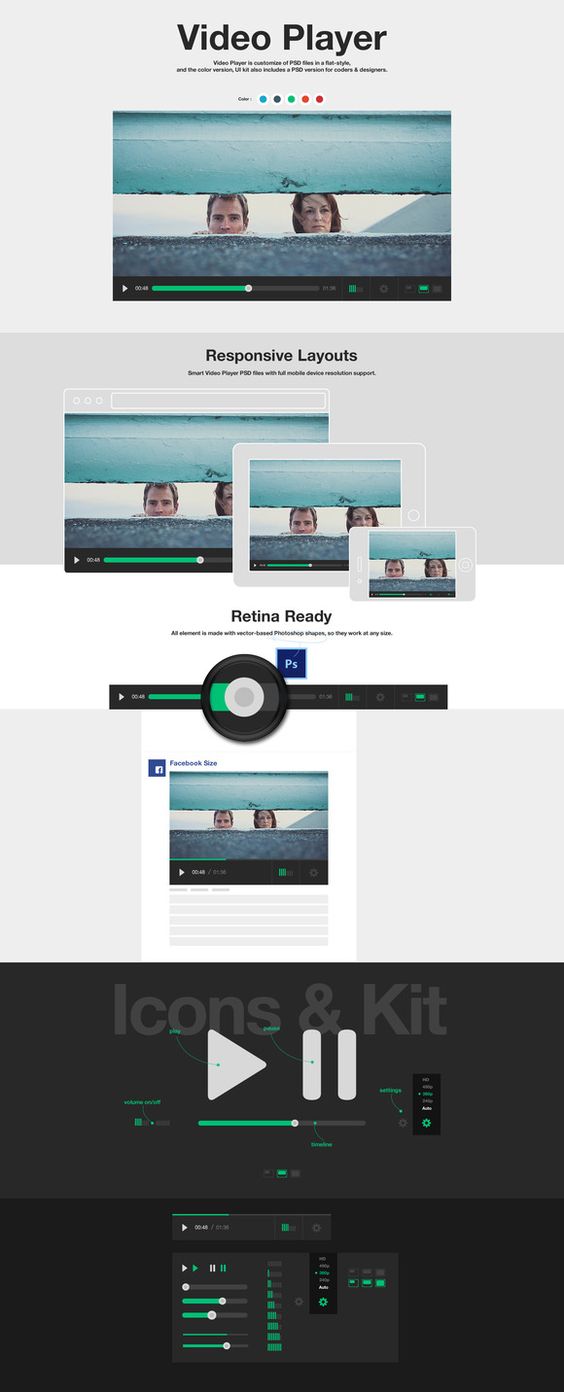 Video Player
Video Player is customize of PSD files in a flat-style,
and the color version, UI kit also includes a PSD version for coders & designers.
Color :
00:48
01:36
Responsive Layouts
Smart Video Player PSD files with full mobile device resolution support.
00:48
Retina Ready
All element is made with vector-based Photoshop shapes, so they work at any size.
Ps
00:48
01:36
f
Facebook Size
00:48 / 01:36
Icons & Kit
play
pause
settings
HD
480p
360p
240p
Auto
volume on/off
timeline
00:48 / 01:36
HD
480p
360p
240p
Auto